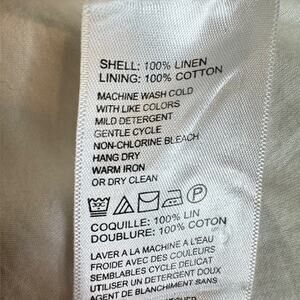 SHELL: 100% LINEN
LINING: 100% COTTON
MACHINE WASH COLD
WITH LIKE COLORS
MILD DETERGENT
GENTLE CYCLE
NON-CHLORINE BLEACH
HANG DRY
WARM IRON
OR DRY CLEAN
P
COQUILLE: 100% LIN
DOUBLURE: 100% COTON
LAVER A LA MACHINE A L'EAU
FROIDE AVEC DES COULEURS
SEMBLABLES CYCLE DELICAT
UTILISER UN DETERGENT DOUX
AGENT DE BLANCHIMENT SANS